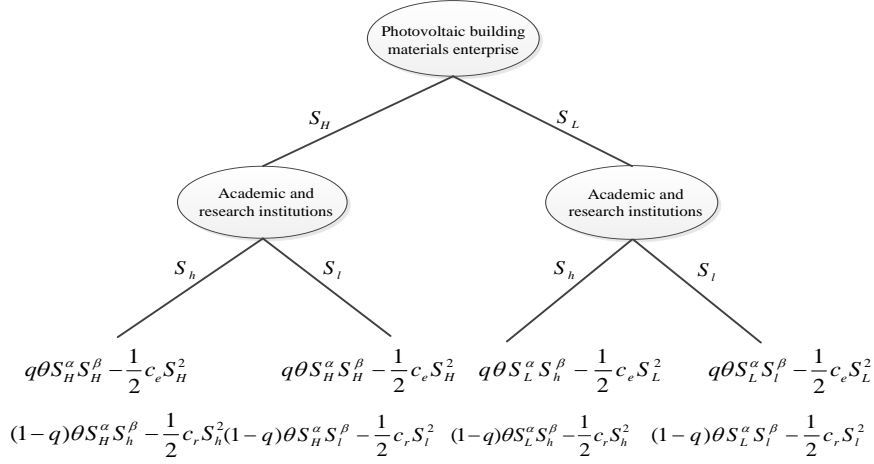 Photovoltaic building
materials enterprise
S_H S_L
Academic and
research institutions
Academic and
research institutions
S_h S_l S_h S_l
qθS_H^α S_H^β − 1/2 c_e S_H^2 qθS_H^α S_H^β − 1/2 c_e S_H^2 qθS_L^α S_h^β − 1/2 c_e S_L^2 qθS_L^α S_l^β − 1/2 c_e S_L^2
(1−q)θS_H^α S_h^β − 1/2 c_r S_h^2 (1−q)θS_H^α S_l^β − 1/2 c_r S_l^2 (1−q)θS_L^α S_h^β − 1/2 c_r S_h^2 (1−q)θS_L^α S_l^β − 1/2 c_r S_l^2